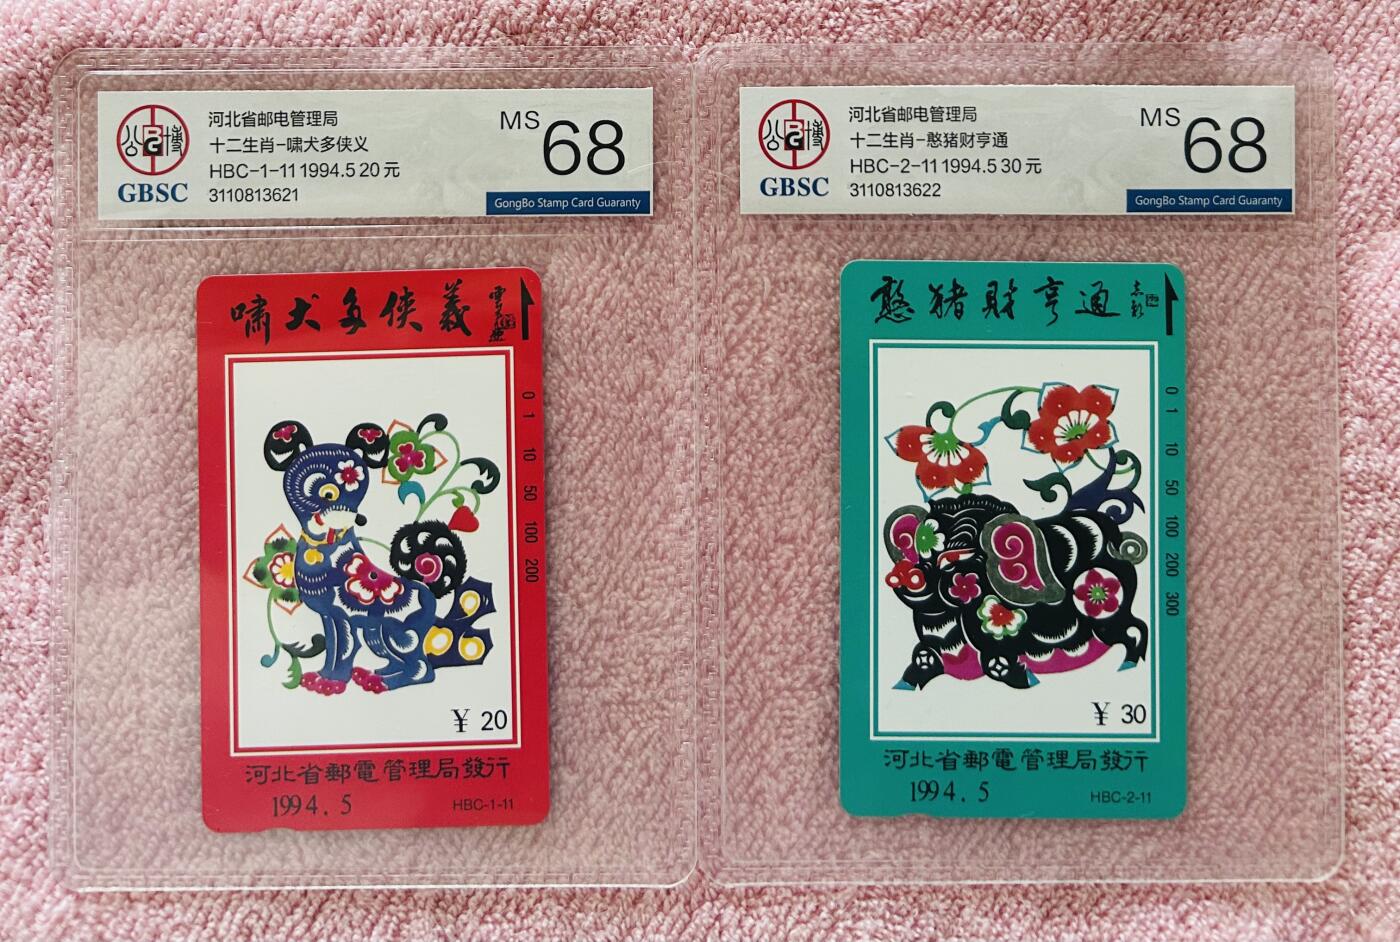 公博
GBSC
河北省邮电管理局
十二生肖-啸犬多侠义
HBC-1-11 1994.5 20元
3110813621
MS 68
GongBo Stamp Card Guaranty
嘯犬多俠義
0 1 10 50 100 200
¥ 20
河北省郵電管理局發行
1994.5
HBC-1-11
公博
GBSC
河北省邮电管理局
十二生肖-憨猪财亨通
HBC-2-11 1994.5 30元
3110813622
MS 68
GongBo Stamp Card Guaranty
憨猪財亨通
0 1 10 50 100 200 300
¥ 30
河北省郵電管理局發行
1994.5
HBC-2-11